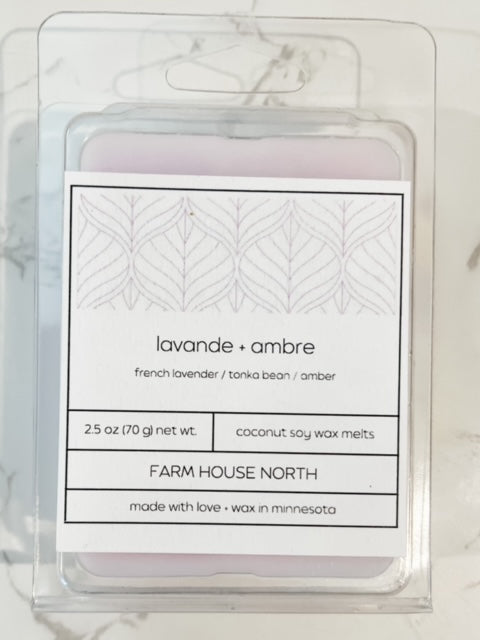 lavande + ambre
french lavender / tonka bean / amber
2.5 oz (70 g) net wt.
coconut soy wax melts
FARM HOUSE NORTH
made with love + wax in minnesota